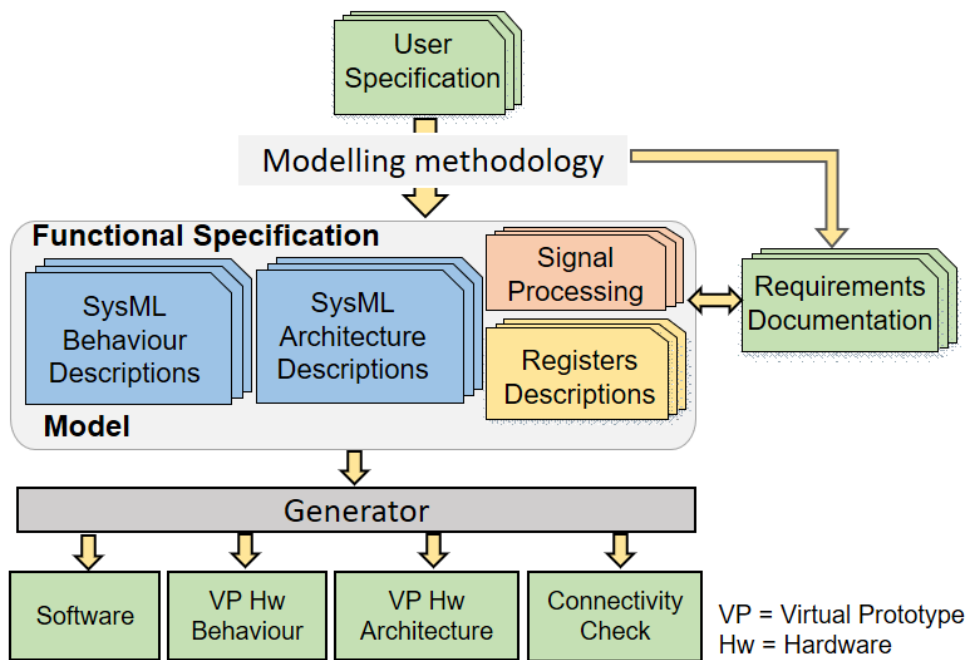 User
Specification
Modelling methodology
Functional Specification
SysML
Behaviour
Descriptions
SysML
Architecture
Descriptions
Signal
Processing
Registers
Descriptions
Model
Requirements
Documentation
Generator
Software
VP Hw
Behaviour
VP Hw
Architecture
Connectivity
Check
VP = Virtual Prototype
Hw = Hardware